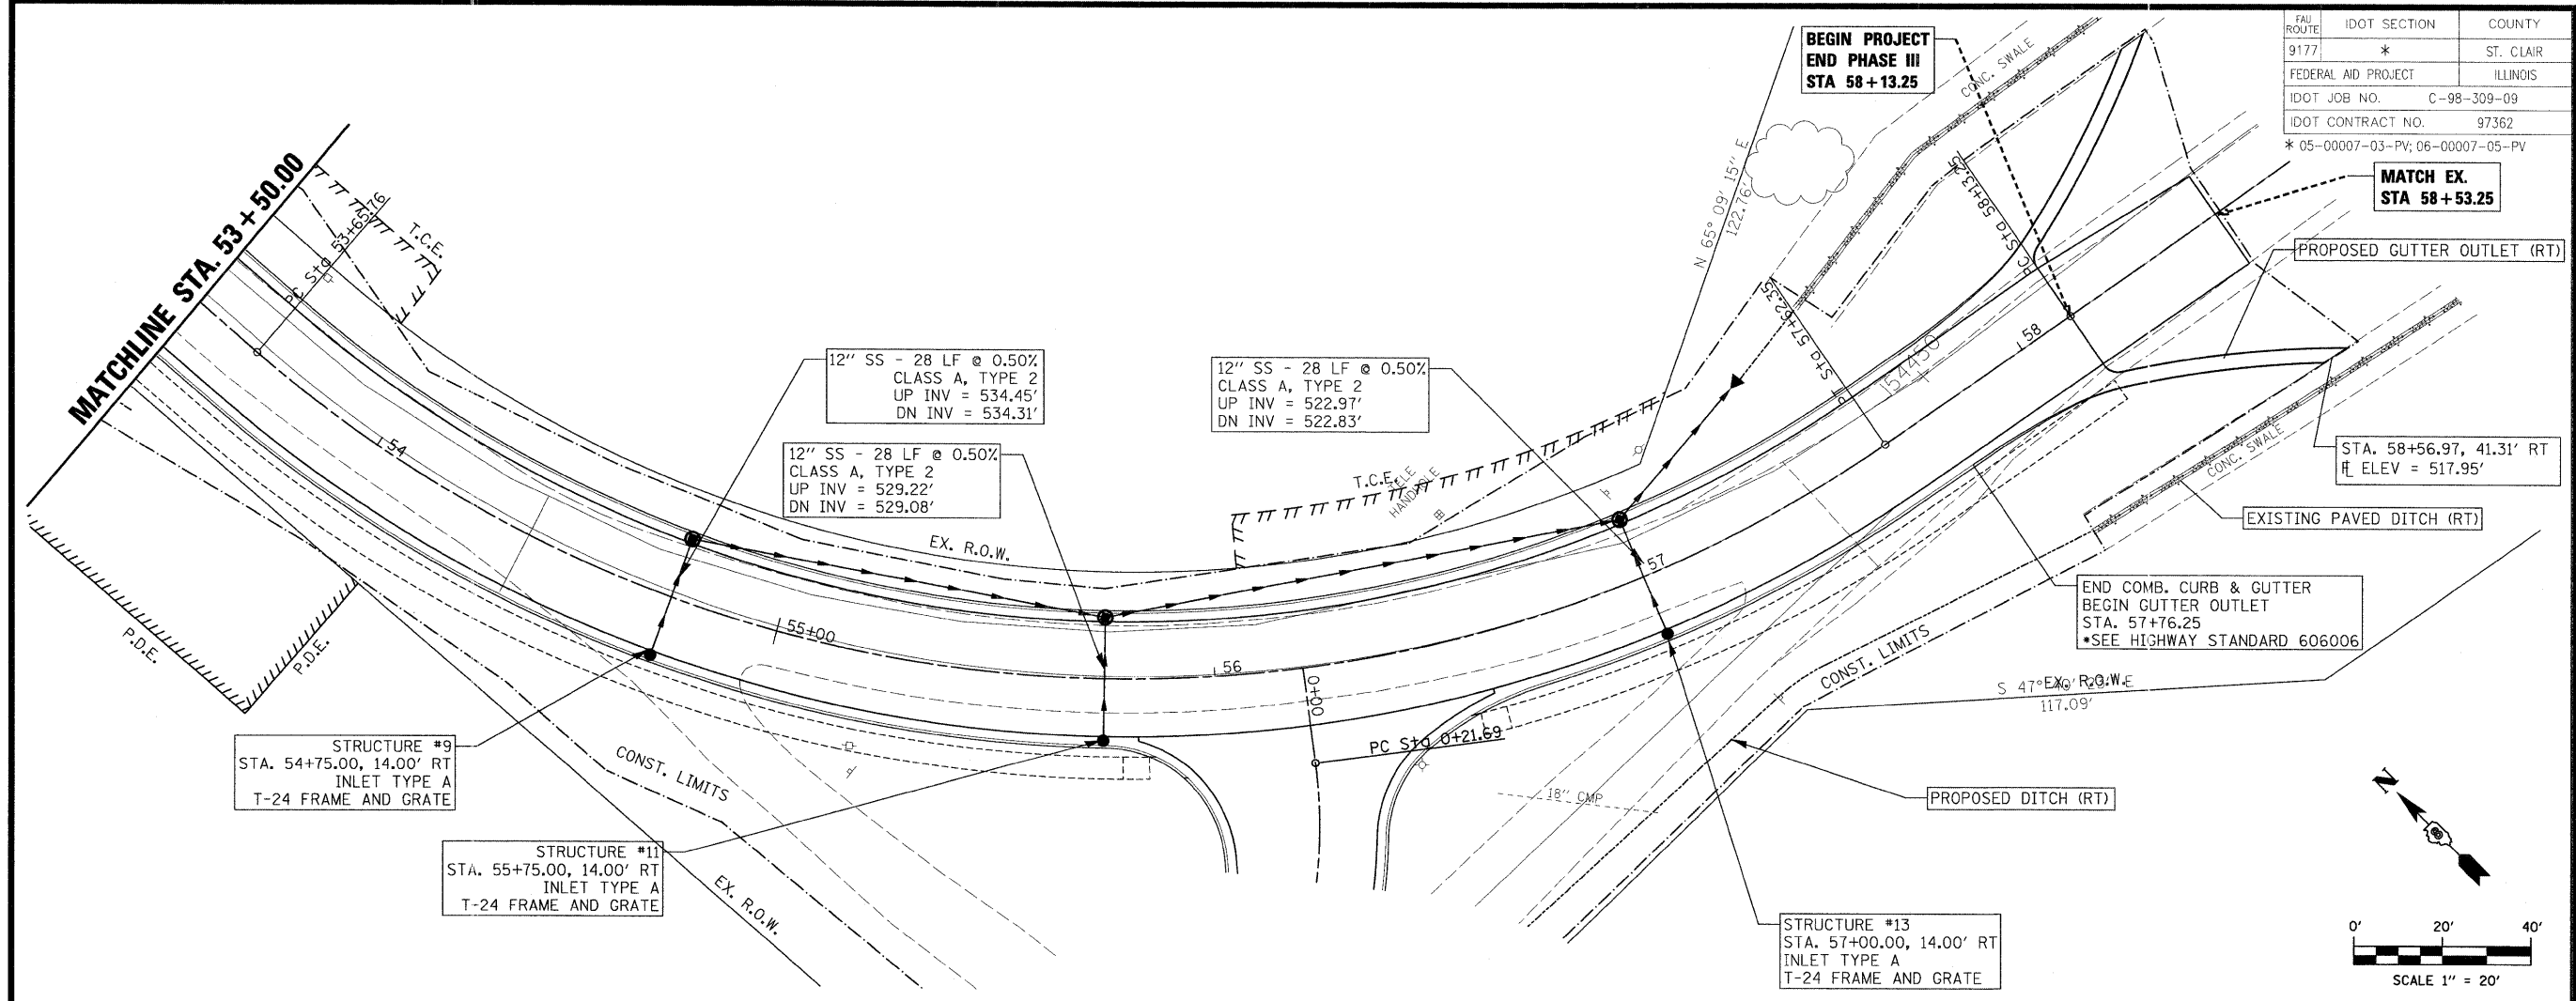 FAU ROUTE IDOT SECTION COUNTY
9177 * ST. CLAIR
FEDERAL AID PROJECT ILLINOIS
IDOT JOB NO. C-98-309-09
IDOT CONTRACT NO. 97362
* 05-00007-03-PV; 06-00007-05-PV
BEGIN PROJECT
END PHASE III
STA 58+13.25
CONC. SWALE
MATCH EX.
STA 58+53.25
PROPOSED GUTTER OUTLET (RT)
MATCHLINE STA. 53+50.00
PC Sta 53+65.76
T.C.E.
N 65° 09' 15" E
122.76'
PC Sta 58+13.25
Sta 57+62.35
58
154450
12" SS - 28 LF @ 0.50%
CLASS A, TYPE 2
UP INV = 534.45'
DN INV = 534.31'
12" SS - 28 LF @ 0.50%
CLASS A, TYPE 2
UP INV = 529.22'
DN INV = 529.08'
12" SS - 28 LF @ 0.50%
CLASS A, TYPE 2
UP INV = 522.97'
DN INV = 522.83'
54
T.C.E.
TELE
HANDHOLE
EX. R.O.W.
STA. 58+56.97, 41.31' RT
FL ELEV = 517.95'
CONC. SWALE
EXISTING PAVED DITCH (RT)
57
55+00
56
0+00
PC Sta 0+21.69
END COMB. CURB & GUTTER
BEGIN GUTTER OUTLET
STA. 57+76.25
*SEE HIGHWAY STANDARD 606006
CONST. LIMITS
EX. R.O.W.
S 47°
E
117.09'
P.D.E.
P.D.E.
STRUCTURE #9
STA. 54+75.00, 14.00' RT
INLET TYPE A
T-24 FRAME AND GRATE
CONST. LIMITS
18" CMP
PROPOSED DITCH (RT)
STRUCTURE #11
STA. 55+75.00, 14.00' RT
INLET TYPE A
T-24 FRAME AND GRATE
EX. R.O.W.
STRUCTURE #13
STA. 57+00.00, 14.00' RT
INLET TYPE A
T-24 FRAME AND GRATE
N
0' 20' 40'
SCALE 1" = 20'